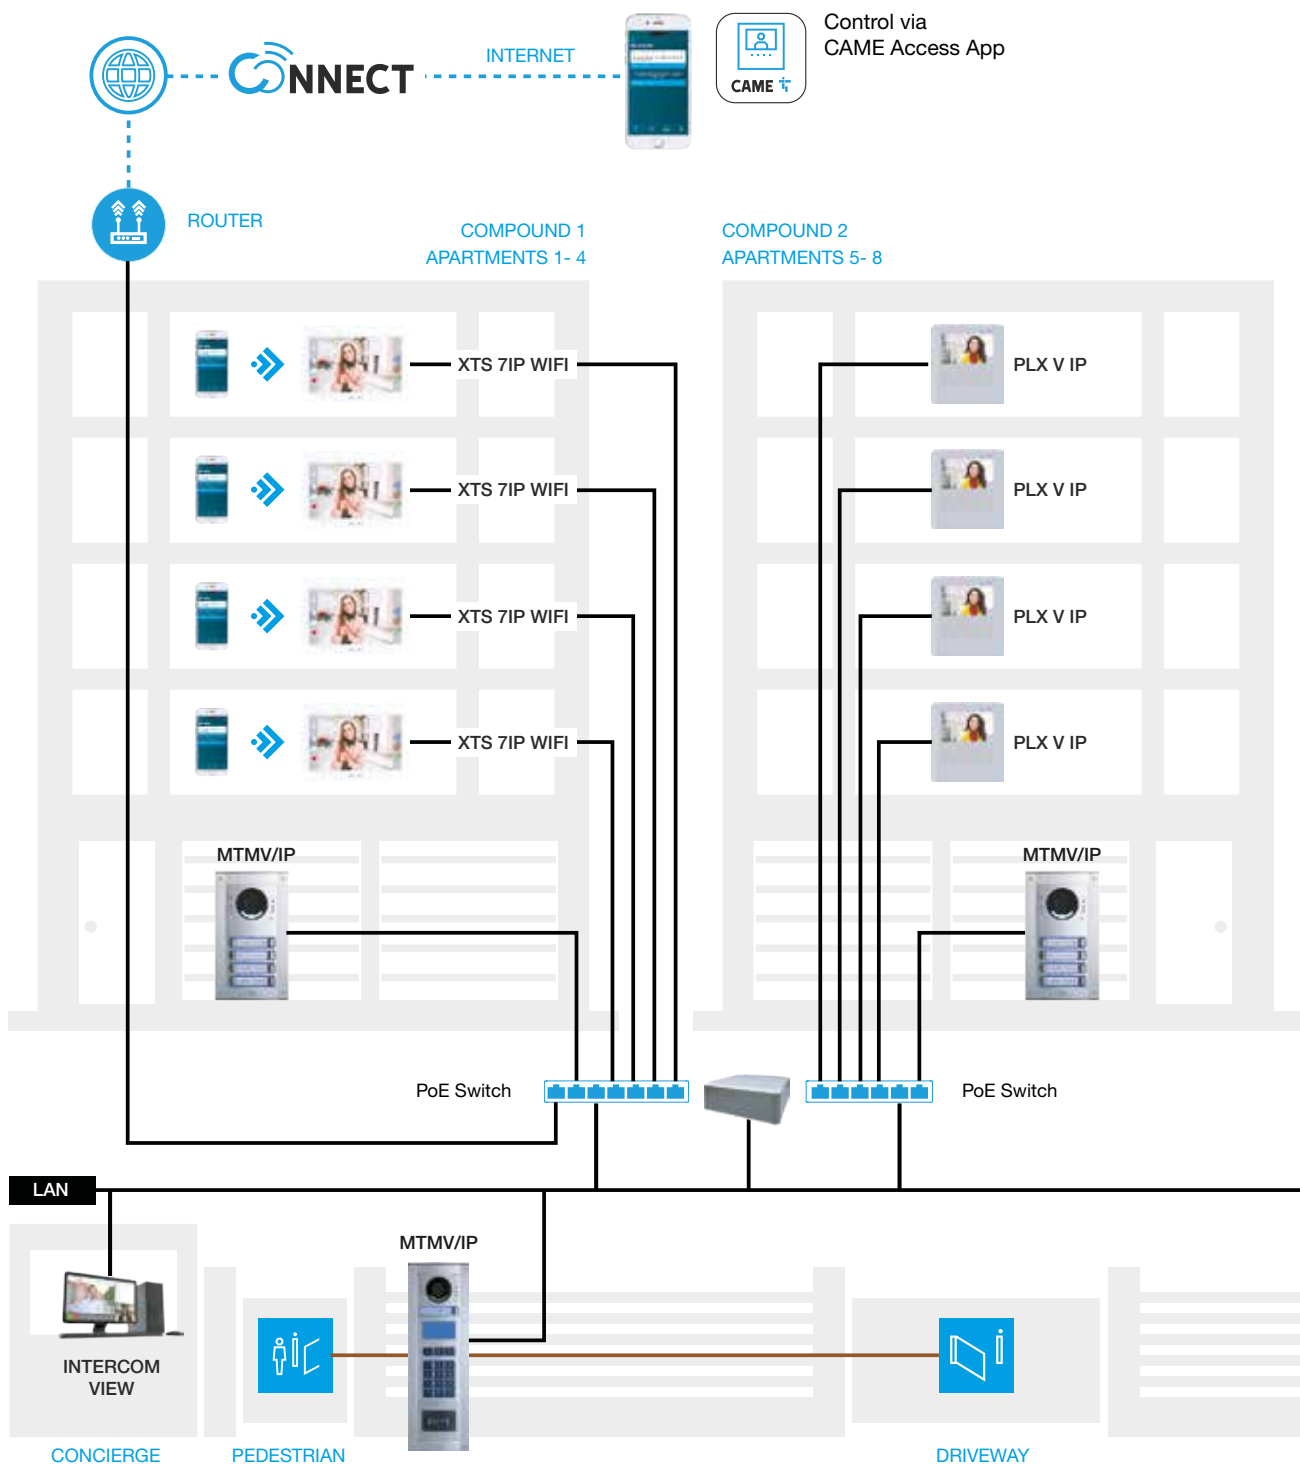 Control via
CAME Access App
INTERNET
CONNECT
CAME
ROUTER
COMPOUND 1
APARTMENTS 1- 4
COMPOUND 2
APARTMENTS 5- 8
XTS 7IP WIFI
PLX V IP
XTS 7IP WIFI
PLX V IP
XTS 7IP WIFI
PLX V IP
XTS 7IP WIFI
PLX V IP
MTMV/IP
MTMV/IP
PoE Switch
PoE Switch
LAN
MTMV/IP
INTERCOM
VIEW
CONCIERGE
PEDESTRIAN
DRIVEWAY